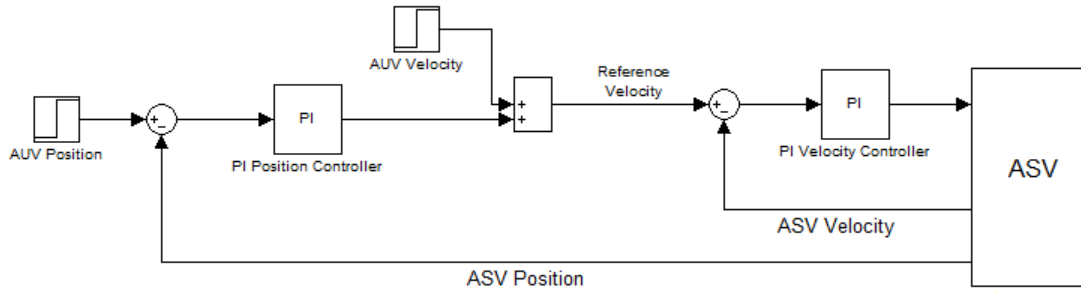 AUV Position
+
−
PI
PI Position Controller
AUV Velocity
+
+
Reference
Velocity
+
−
PI
PI Velocity Controller
ASV
ASV Velocity
ASV Position